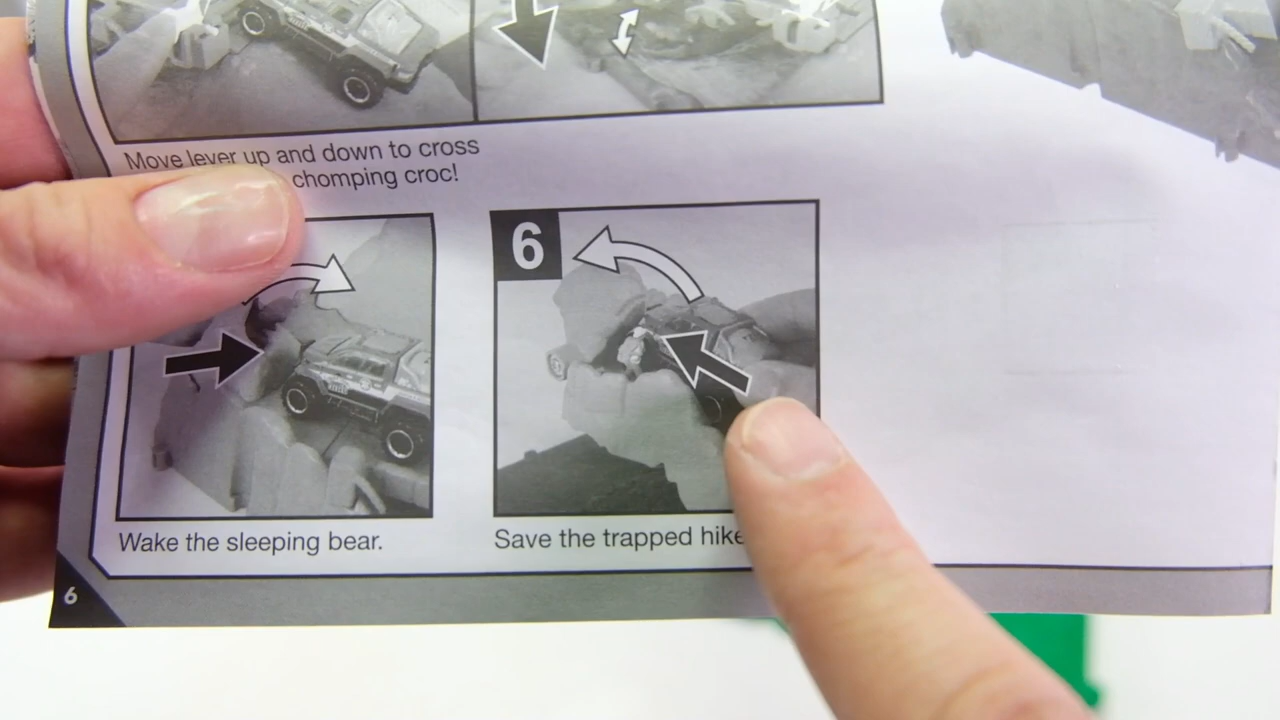 Move lever up and down to cross
chomping croc!
6
Wake the sleeping bear.
Save the trapped hike
6